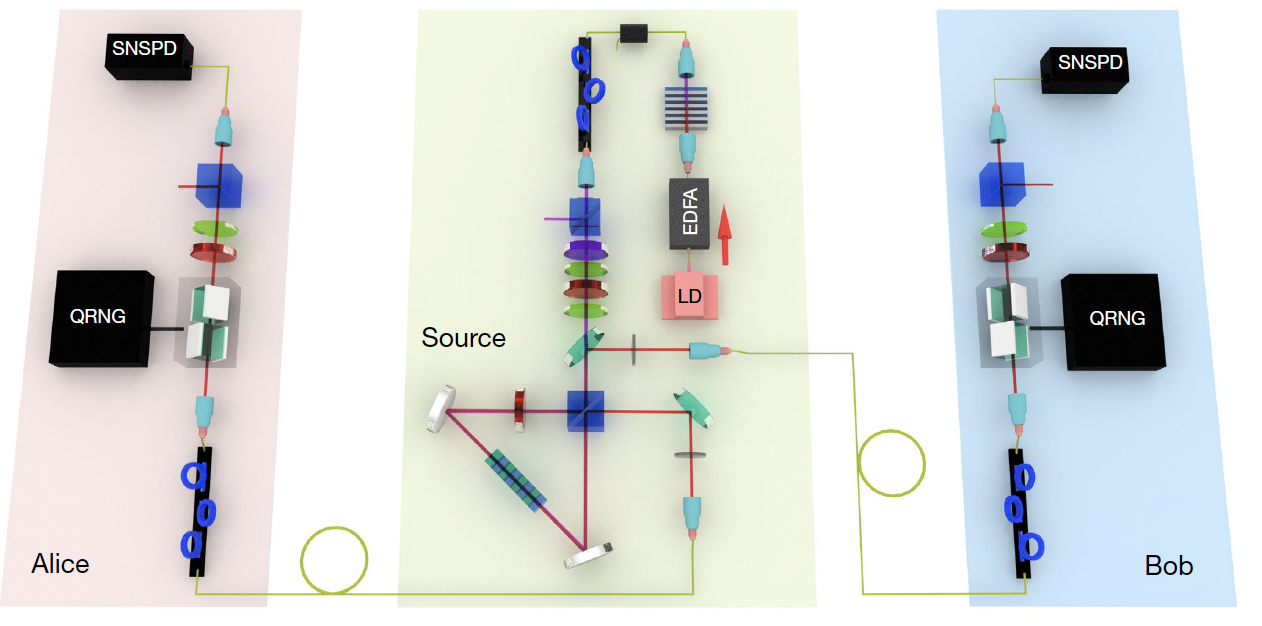 SNSPD
SNSPD
EDFA
LD
QRNG
QRNG
Source
Alice
Bob